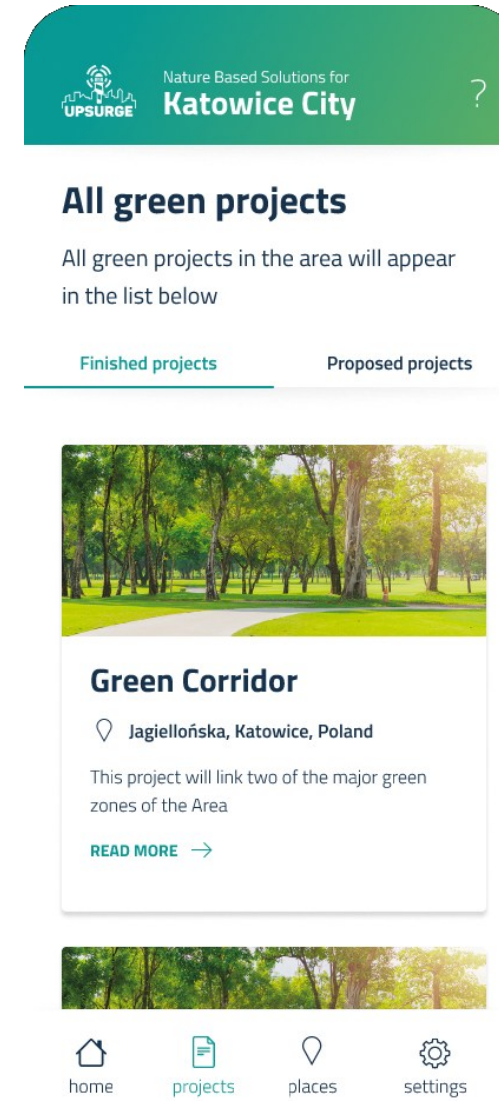 UPSURGE
Nature Based Solutions for
Katowice City
?
All green projects
All green projects in the area will appear
in the list below
Finished projects
Proposed projects
Green Corridor
Jagiellońska, Katowice, Poland
This project will link two of the major green
zones of the Area
READ MORE →
home
projects
places
settings